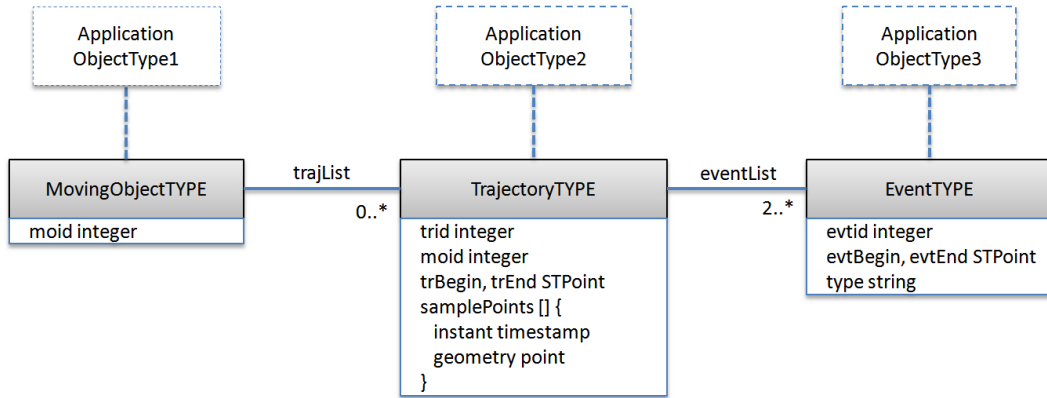 Application
ObjectType1
Application
ObjectType2
Application
ObjectType3
MovingObjectTYPE
trajList
0..*
TrajectoryTYPE
eventList
2..*
EventTYPE
moid integer
trid integer
moid integer
trBegin, trEnd STPoint
samplePoints [] {
instant timestamp
geometry point
}
evtid integer
evtBegin, evtEnd STPoint
type string